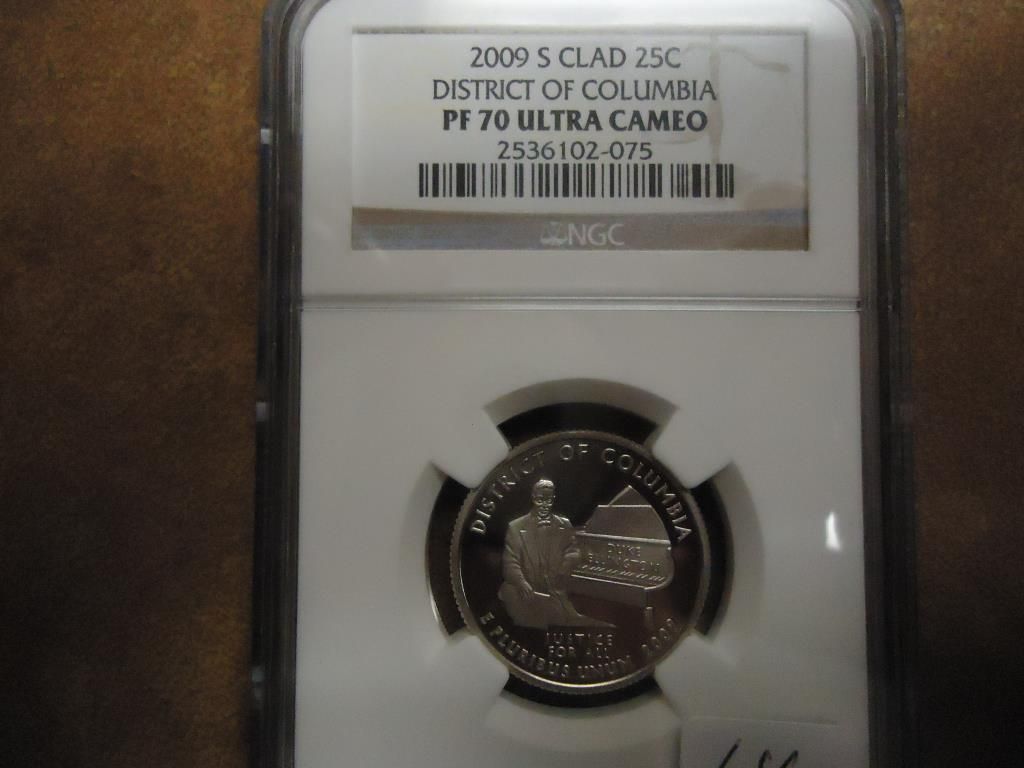 2009 S CLAD 25C
DISTRICT OF COLUMBIA
PF 70 ULTRA CAMEO
2536102-075
NGC
DISTRICT OF COLUMBIA
DUKE
ELLINGTON
JUSTICE
FOR ALL
E PLURIBUS UNUM 2009